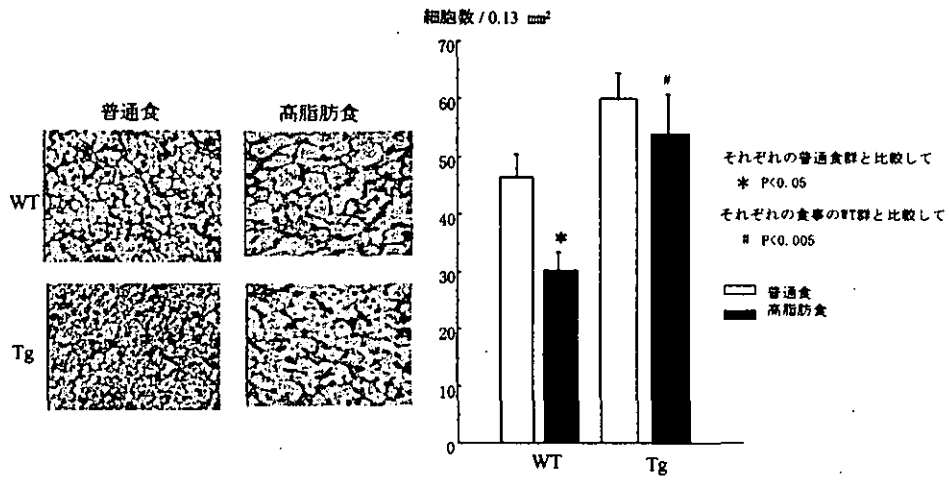 細胞数 / 0.13 mm²
普通食
高脂肪食
WT
Tg
70
60
50
40
30
20
10
0
*
#
WT
Tg
それぞれの普通食群と比較して
* P<0.05
それぞれの食事のWT群と比較して
# P<0.005
普通食
高脂肪食